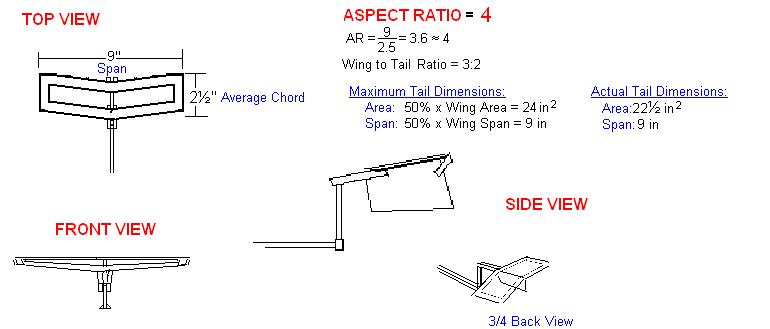 TOP VIEW
9"
Span
2½" Average Chord
ASPECT RATIO = 4
AR = 9/2.5 = 3.6 ≈ 4
Wing to Tail Ratio = 3:2
Maximum Tail Dimensions:
Area: 50% x Wing Area = 24 in2
Span: 50% x Wing Span = 9 in
Actual Tail Dimensions:
Area: 22½ in2
Span: 9 in
FRONT VIEW
SIDE VIEW
3/4 Back View